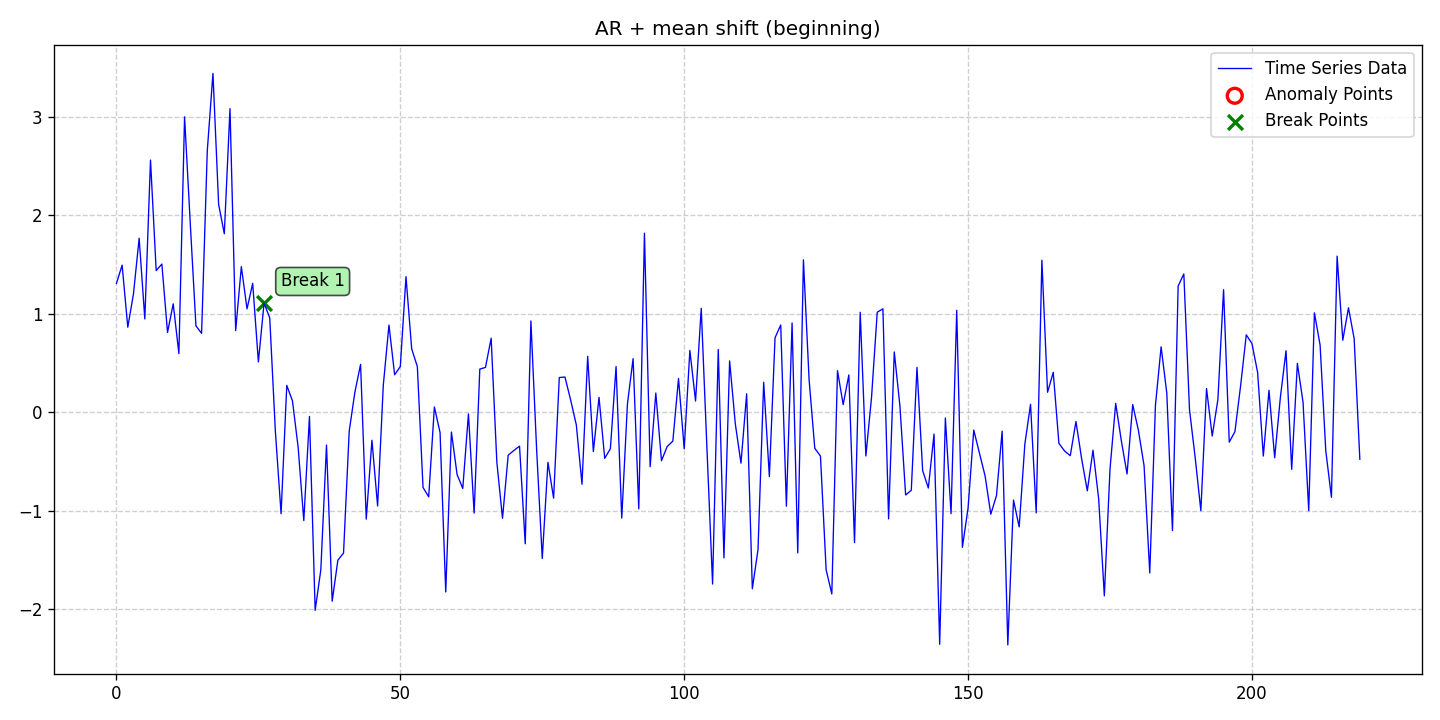 AR + mean shift (beginning)
Time Series Data
Anomaly Points
Break Points
Break 1
3
2
1
0
−1
−2
0
50
100
150
200